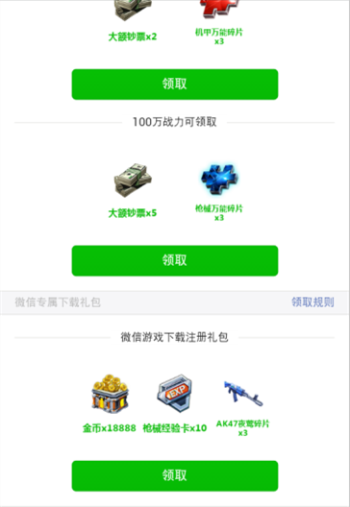 大额钞票x2
机甲万能碎片
x3
领取
100万战力可领取
大额钞票x5
枪械万能碎片
x3
领取
微信专属下载礼包
领取规则
微信游戏下载注册礼包
EXP
金币x18888
枪械经验卡x10
AK47夜鹭碎片
x3
领取